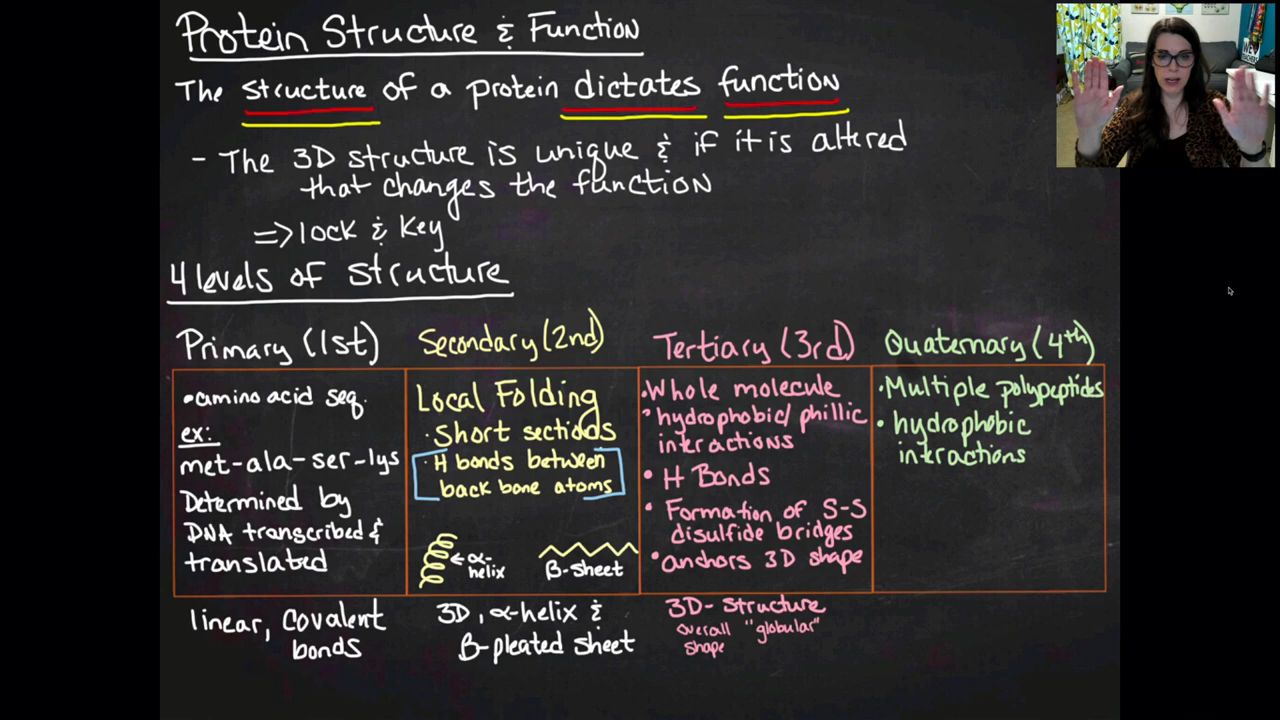 Protein Structure & Function
The structure of a protein dictates function
- The 3D structure is unique & if it is altered
that changes the function
=> lock & key
4 levels of structure
Primary (1st)
• amino acid seq.
ex:
met-ala-ser-lys
Determined by
DNA transcribed &
translated
linear, covalent
bonds
Secondary (2nd)
Local Folding
• Short sections
• H bonds between
back bone atoms
← α-
helix
β-sheet
3D, α-helix &
β-pleated sheet
Tertiary (3rd)
• Whole molecule
• hydrophobic/phillic
interactions
• H Bonds
• Formation of S-S
disulfide bridges
• anchors 3D shape
3D-structure
overall "globular"
shape
Quaternary (4th)
• Multiple polypeptides
• hydrophobic
interactions